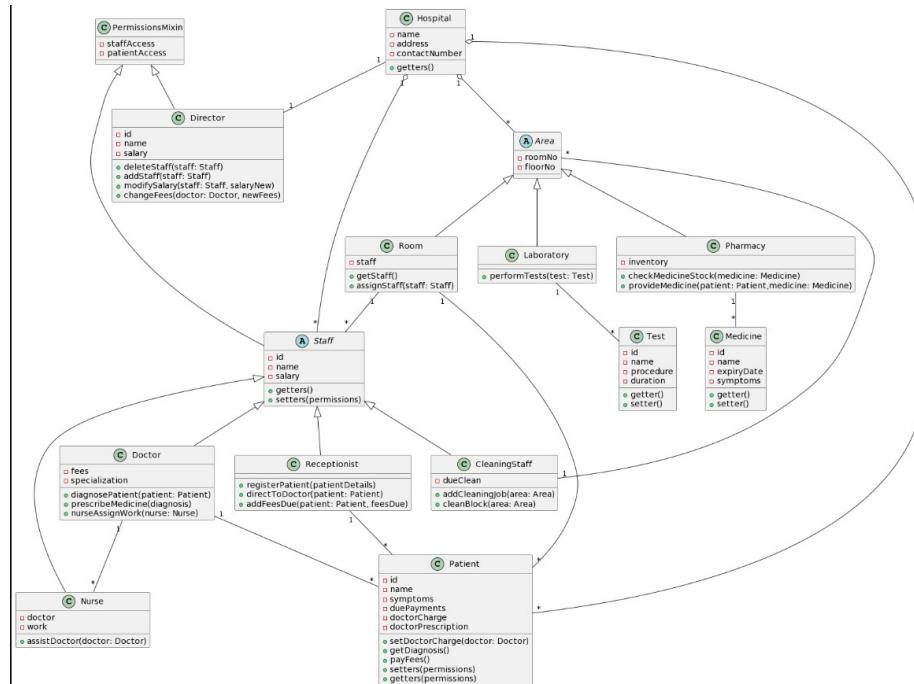 C PermissionsMixin
staffAccess
patientAccess
C Hospital
name
address
contactNumber
getters()
1
1
1
1
1
C Director
id
name
salary
deleteStaff(staff: Staff)
addStaff(staff: Staff)
modifySalary(staff: Staff, salaryNew)
changeFees(doctor: Doctor, newFees)
*
A Area
roomNo
floorNo
*
C Room
staff
getStaff()
assignStaff(staff: Staff)
C Laboratory
performTests(test: Test)
C Pharmacy
inventory
checkMedicineStock(medicine: Medicine)
provideMedicine(patient: Patient,medicine: Medicine)
1
1
1
1
*
*
*
*
A Staff
id
name
salary
getters()
setters(permissions)
C Test
id
name
procedure
duration
getter()
setter()
C Medicine
id
name
expiryDate
symptoms
getter()
setter()
C Doctor
fees
specialization
diagnosePatient(patient: Patient)
prescribeMedicine(diagnosis)
nurseAssignWork(nurse: Nurse)
C Receptionist
registerPatient(patientDetails)
directToDoctor(patient: Patient)
addFeesDue(patient: Patient, feesDue)
C CleaningStaff
dueClean
addCleaningJob(area: Area)
cleanBlock(area: Area)
1
1
1
1
*
*
*
*
*
C Nurse
doctor
work
assistDoctor(doctor: Doctor)
C Patient
id
name
symptoms
duePayments
doctorCharge
doctorPrescription
setDoctorCharge(doctor: Doctor)
getDiagnosis()
payFees()
setters(permissions)
getters(permissions)